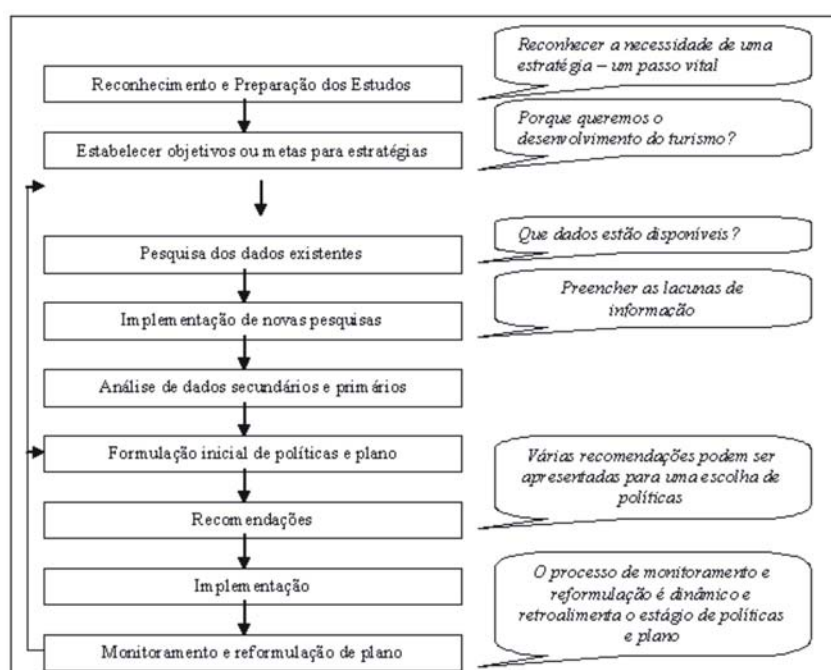 Reconhecimento e Preparação dos Estudos
Reconhecer a necessidade de uma
estratégia – um passo vital
Estabelecer objetivos ou metas para estratégias
Porque queremos o
desenvolvimento do turismo?
Pesquisa dos dados existentes
Que dados estão disponíveis?
Implementação de novas pesquisas
Preencher as lacunas de
informação
Análise de dados secundários e primários
Formulação inicial de políticas e plano
Recomendações
Várias recomendações podem ser
apresentadas para uma escolha de
políticas
Implementação
Monitoramento e reformulação de plano
O processo de monitoramento e
reformulação é dinâmico e
retroalimenta o estágio de políticas
e plano